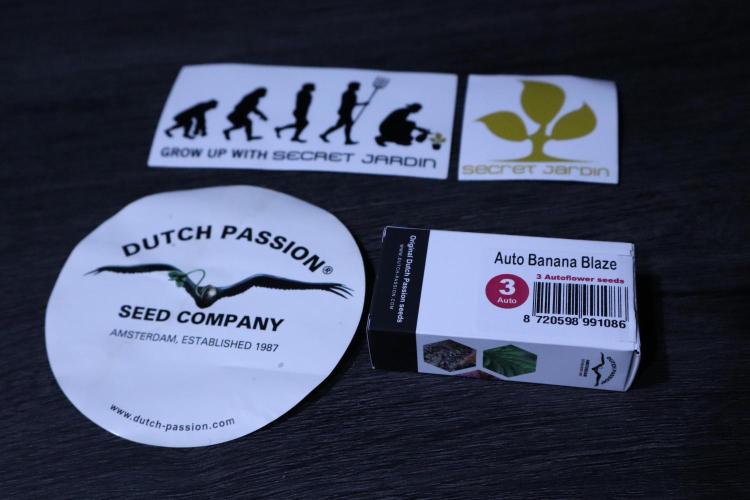 GROW UP WITH SECRET JARDIN
SECRET JARDIN
DUTCH PASSION®
SEED COMPANY
AMSTERDAM, ESTABLISHED 1987
www.dutch-passion.com
Original Dutch Passion seeds
WWW.DUTCH-PASSION.COM
Auto Banana Blaze
3
Auto
3 Autoflower seeds
8 720598 991086